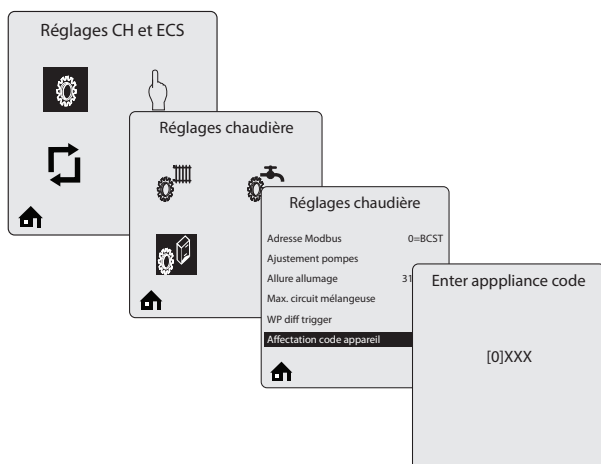 Réglages CH et ECS
Réglages chaudière
Réglages chaudière
Adresse Modbus 0=BCST
Ajustement pompes
Allure allumage 31
Max. circuit mélangeuse
WP diff trigger
Affectation code appareil
Enter apppliance code
[0]XXX